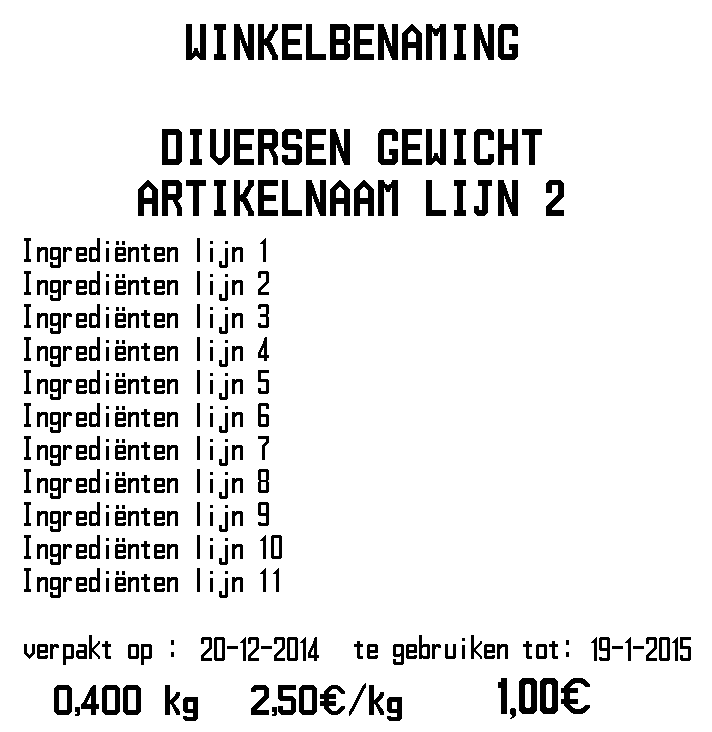 WINKELBENAMING
DIVERSEN GEWICHT
ARTIKELNAAM LIJN 2
Ingrediënten lijn 1
Ingrediënten lijn 2
Ingrediënten lijn 3
Ingrediënten lijn 4
Ingrediënten lijn 5
Ingrediënten lijn 6
Ingrediënten lijn 7
Ingrediënten lijn 8
Ingrediënten lijn 9
Ingrediënten lijn 10
Ingrediënten lijn 11
verpakt op : 20-12-2014 te gebruiken tot: 19-1-2015
0,400 kg 2,50€/kg 1,00€